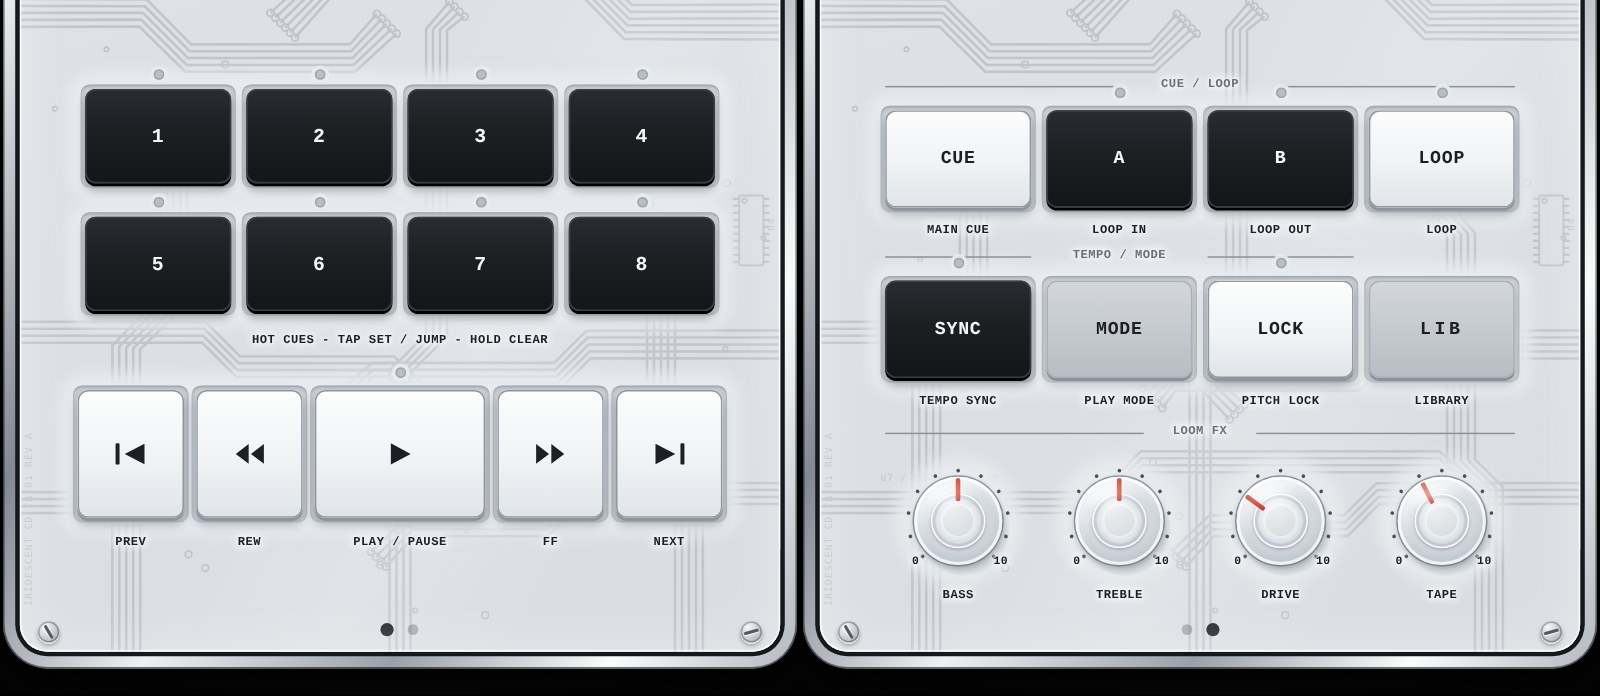 1
2
3
4
5
6
7
8
HOT CUES - TAP SET / JUMP - HOLD CLEAR
PREV
REW
PLAY / PAUSE
FF
NEXT
CUE / LOOP
CUE
A
B
LOOP
MAIN CUE
LOOP IN
LOOP OUT
LOOP
TEMPO / MODE
SYNC
MODE
LOCK
LIB
TEMPO SYNC
PLAY MODE
PITCH LOCK
LIBRARY
LOOM FX
0
10
0
10
0
10
0
10
BASS
TREBLE
DRIVE
TAPE